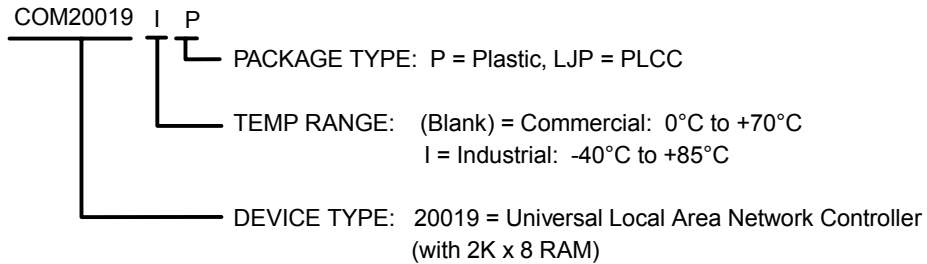 COM20019 I P
PACKAGE TYPE: P = Plastic, LJP = PLCC
TEMP RANGE: (Blank) = Commercial: 0°C to +70°C
I = Industrial: -40°C to +85°C
DEVICE TYPE: 20019 = Universal Local Area Network Controller
(with 2K x 8 RAM)